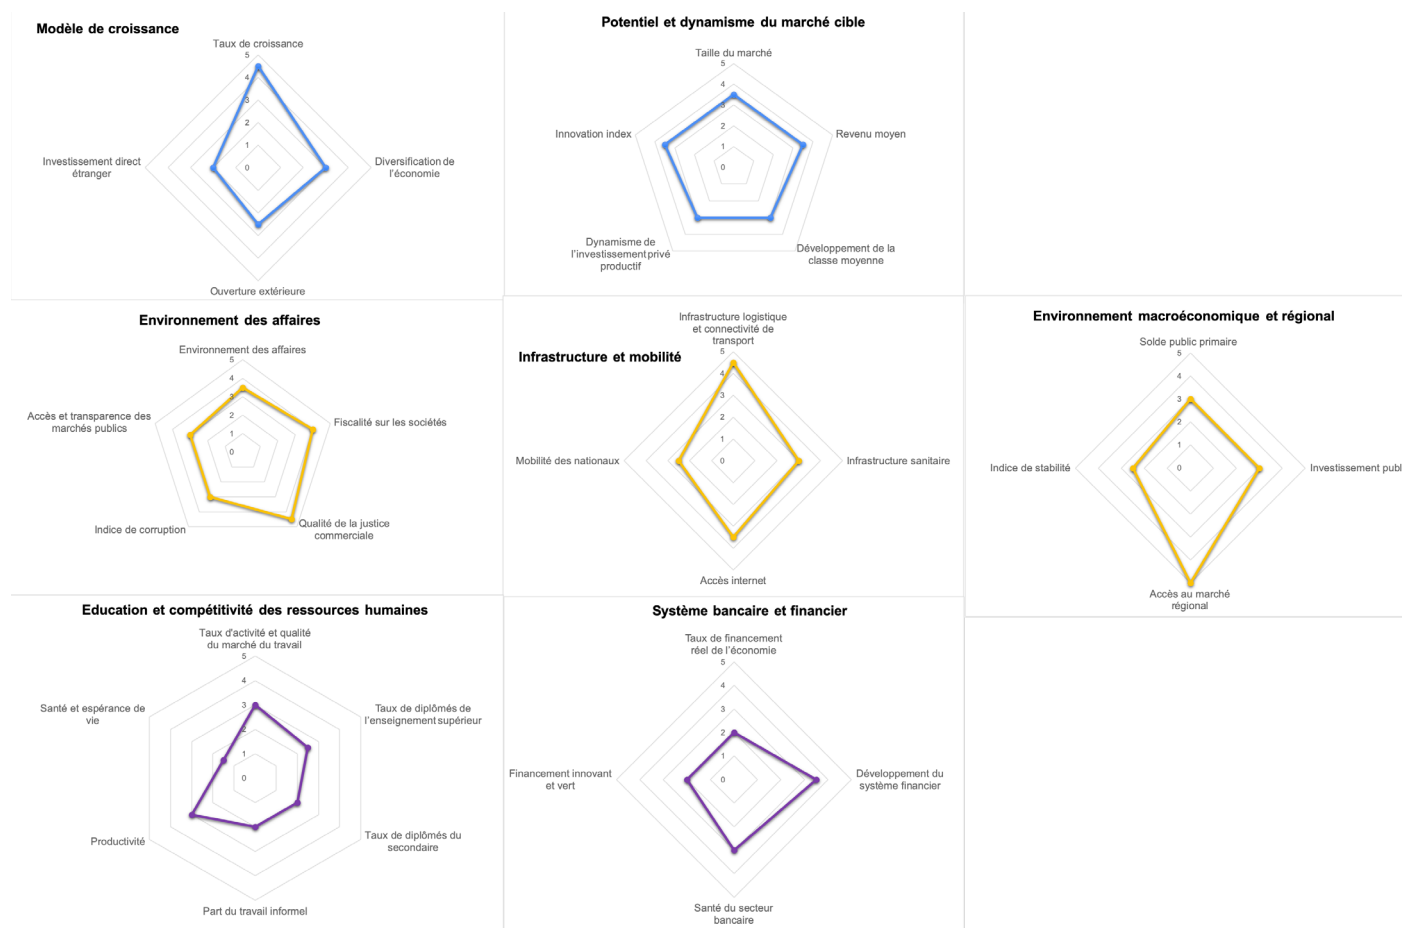 Modèle de croissance
Taux de croissance
5
4
3
2
1
0
Investissement direct
étranger
Diversification de
l'économie
Ouverture extérieure
Potentiel et dynamisme du marché cible
Taille du marché
5
4
3
2
1
0
Innovation index
Revenu moyen
Dynamisme de
l'investissement privé
productif
Développement de la
classe moyenne
Environnement des affaires
Environnement des affaires
5
4
3
2
1
0
Accès et transparence des
marchés publics
Fiscalité sur les sociétés
Indice de corruption
Qualité de la justice
commerciale
Infrastructure et mobilité
Infrastructure logistique
et connectivité de
transport
5
4
3
2
1
0
Mobilité des nationaux
Infrastructure sanitaire
Accès internet
Environnement macroéconomique et régional
Solde public primaire
5
4
3
2
1
0
Indice de stabilité
Investissement publ
Accès au marché
régional
Education et compétitivité des ressources humaines
Taux d'activité et qualité
du marché du travail
5
4
3
2
1
0
Santé et espérance de
vie
Taux de diplômés de
l'enseignement supérieur
Productivité
Taux de diplômés du
secondaire
Part du travail informel
Système bancaire et financier
Taux de financement
réel de l'économie
5
4
3
2
1
0
Financement innovant
et vert
Développement du
système financier
Santé du secteur
bancaire